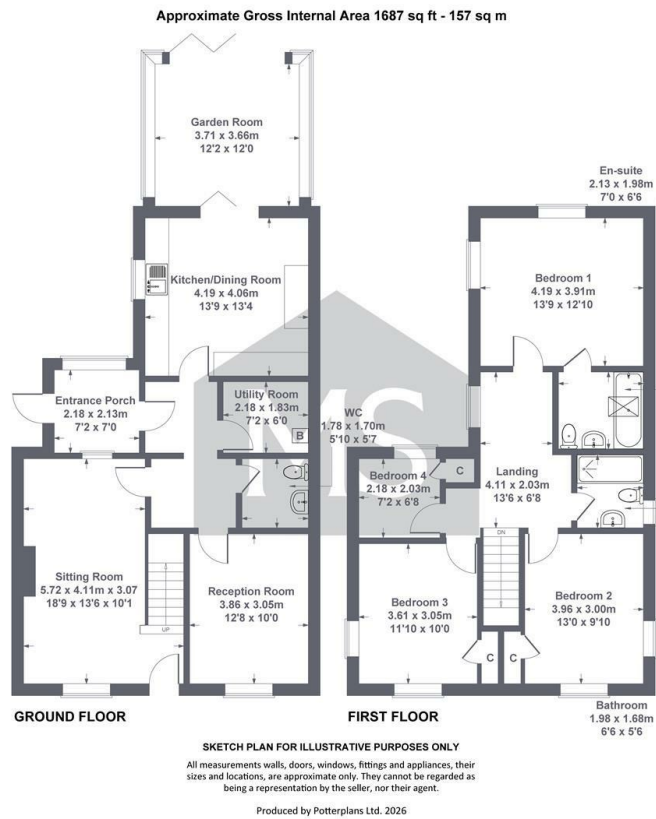 Approximate Gross Internal Area 1687 sq ft - 157 sq m
Garden Room
3.71 x 3.66m
12'2 x 12'0
En-suite
2.13 x 1.98m
7'0 x 6'6
Kitchen/Dining Room
4.19 x 4.06m
13'9 x 13'4
Bedroom 1
4.19 x 3.91m
13'9 x 12'10
Entrance Porch
2.18 x 2.13m
7'2 x 7'0
Utility Room
2.18 x 1.83m
7'2 x 6'0
B
WC
1.78 x 1.70m
5'10 x 5'7
MS
Bedroom 4
2.18 x 2.03m
7'2 x 6'8
C
Landing
4.11 x 2.03m
13'6 x 6'8
DN
Sitting Room
5.72 x 4.11m x 3.07
18'9 x 13'6 x 10'1
UP
Reception Room
3.86 x 3.05m
12'8 x 10'0
Bedroom 3
3.61 x 3.05m
11'10 x 10'0
Bedroom 2
3.96 x 3.00m
13'0 x 9'10
C
C
Bathroom
1.98 x 1.68m
6'6 x 5'6
GROUND FLOOR
FIRST FLOOR
SKETCH PLAN FOR ILLUSTRATIVE PURPOSES ONLY
All measurements walls, doors, windows, fittings and appliances, their
sizes and locations, are approximate only. They cannot be regarded as
being a representation by the seller, nor their agent.
Produced by Potterplans Ltd. 2026